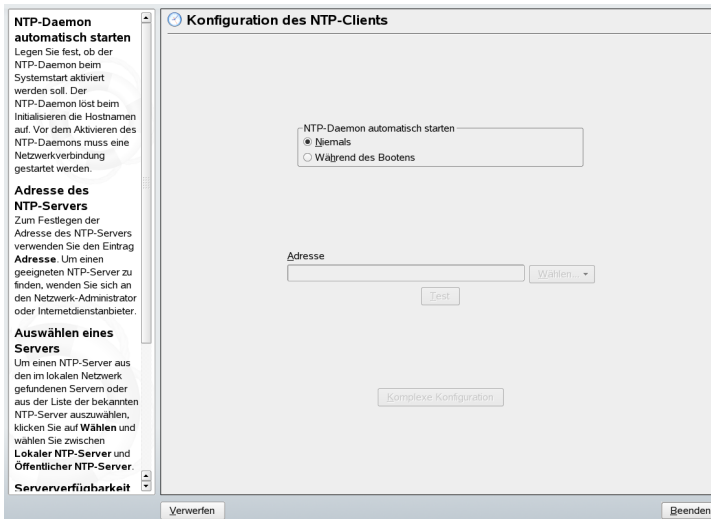 NTP-Daemon
automatisch starten
Legen Sie fest, ob der
NTP-Daemon beim
Systemstart aktiviert
werden soll. Der
NTP-Daemon löst beim
Initialisieren die Hostnamen
auf. Vor dem Aktivieren des
NTP-Daemons muss eine
Netzwerkverbindung
gestartet werden.
Adresse des
NTP-Servers
Zum Festlegen der
Adresse des NTP-Servers
verwenden Sie den Eintrag
Adresse. Um einen
geeigneten NTP-Server zu
finden, wenden Sie sich an
den Netzwerk-Administrator
oder Internetdienstanbieter.
Auswählen eines
Servers
Um einen NTP-Server aus
den im lokalen Netzwerk
gefundenen Servern oder
aus der Liste der bekannten
NTP-Server auszuwählen,
klicken Sie auf Wählen und
wählen Sie zwischen
Lokaler NTP-Server und
Öffentlicher NTP-Server.
Serververfügbarkeit
Konfiguration des NTP-Clients
NTP-Daemon automatisch starten
Niemals
Während des Bootens
Adresse
Wählen...
Test
Komplexe Konfiguration
Verwerfen
Beenden